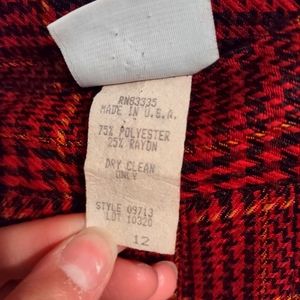 RN83335
MADE IN U.S.A.
75% POLYESTER
25% RAYON
DRY CLEAN
ONLY
STYLE 09713
LOT 10320
12